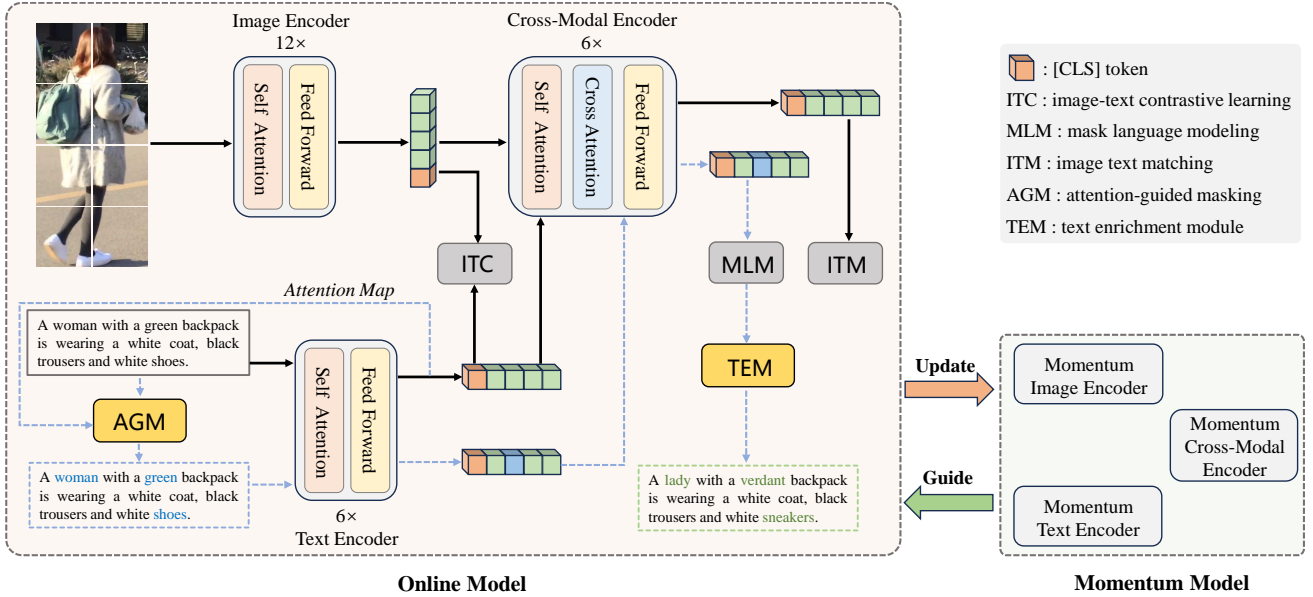 Image Encoder
12×
Self Attention
Feed Forward
Cross-Modal Encoder
6×
Self Attention
Cross Attention
Feed Forward
: [CLS] token
ITC : image-text contrastive learning
MLM : mask language modeling
ITM : image text matching
AGM : attention-guided masking
TEM : text enrichment module
ITC
MLM
ITM
Attention Map
A woman with a green backpack
is wearing a white coat, black
trousers and white shoes.
AGM
A woman with a green backpack
is wearing a white coat, black
trousers and white shoes.
Self Attention
Feed Forward
6×
Text Encoder
TEM
A lady with a verdant backpack
is wearing a white coat, black
trousers and white sneakers.
Update
Guide
Momentum
Image Encoder
Momentum
Cross-Modal
Encoder
Momentum
Text Encoder
Online Model
Momentum Model